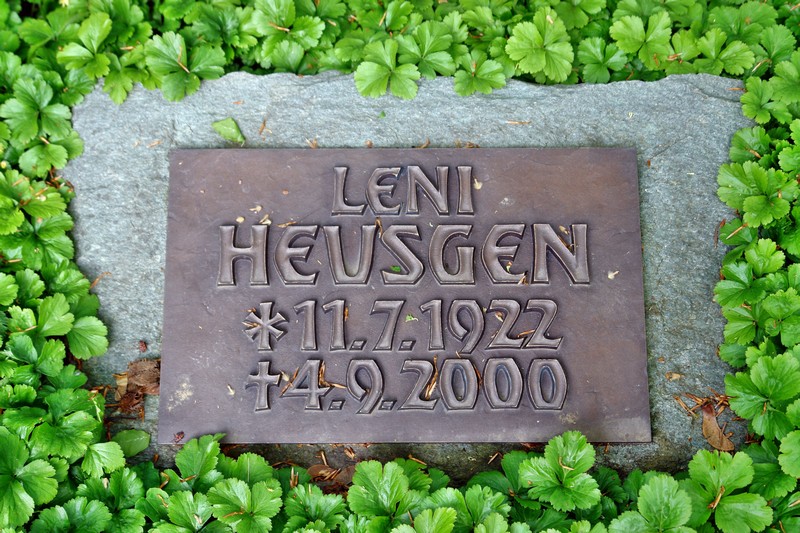 LENI
HEUSGEN
* 11.7.1922
† 4.9.2000